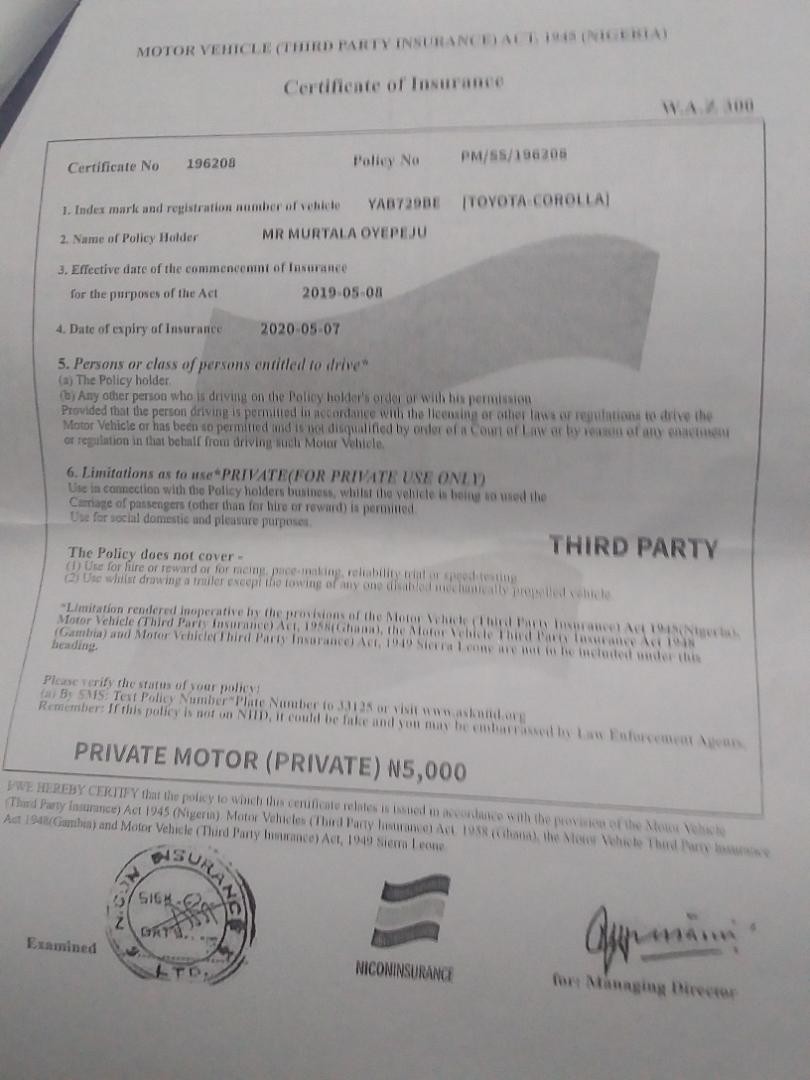 MOTOR VEHICLE (THIRD PARTY INSURANCE) ACT, 1945 (NIGERIA)
Certificate of Insurance
W.A.Z 300
Certificate No 196208 Policy No PM/SS/196208
1. Index mark and registration number of vehicle YAB729BE [TOYOTA-COROLLA]
2. Name of Policy Holder MR MURTALA OYEPEJU
3. Effective date of the commencemnt of Insurance
for the purposes of the Act 2019-05-08
4. Date of expiry of Insurance 2020-05-07
5. Persons or class of persons entitled to drive*
(a) The Policy holder.
(b) Any other person who is driving on the Policy holder's order or with his permission
Provided that the person driving is permitted in accordance with the licensing or other laws or regulations to drive the
Motor Vehicle or has been so permitted and is not disqualified by order of a Court of Law or by reason of any enactment
or regulation in that behalf from driving such Motor Vehicle.
6. Limitations as to use*PRIVATE(FOR PRIVATE USE ONLY)
Use in connection with the Policy holders business, whilst the vehicle is being so used the
Carriage of passengers (other than for hire or reward) is permitted.
Use for social domestic and pleasure purposes.
THIRD PARTY
The Policy does not cover -
(1) Use for hire or reward or for racing, pace-making, reliability trial or speed-testing
(2) Use whilst drawing a trailer except the towing of any one disabled mechanically propelled vehicle
*Limitation rendered inoperative by the provisions of the Motor Vehicle (Third Party Insurance) Act 1945(Nigeria),
Motor Vehicle (Third Party Insurance) Act, 1958(Ghana), the Motor Vehicle Third Party Insurance Act 1948
(Gambia) and Motor Vehicle(Third Party Insurance) Act, 1949 Sierra Leone are not to be included under this
heading.
Please verify the status of your policy:
(a) By SMS: Text Policy Number*Plate Number to 33125 or visit www.askniid.org
Remember: If this policy is not on NIID, it could be fake and you may be embarrassed by Law Enforcement Agents.
PRIVATE MOTOR (PRIVATE) ₦5,000
I/WE HEREBY CERTIFY that the policy to which this certificate relates is issued in accordance with the provision of the Motor Vehicle
(Third Party Insurance) Act 1945 (Nigeria). Motor Vehicles (Third Party Insurance) Act. 1958 (Ghana), the Motor Vehicle Third Party Insurance
Act 1948(Gambia) and Motor Vehicle (Third Party Insurance) Act, 1949 Sierra Leone.
NICON INSURANCE
SIGN
DATE
LTD.
Examined
NICONINSURANCE
for: Managing Director